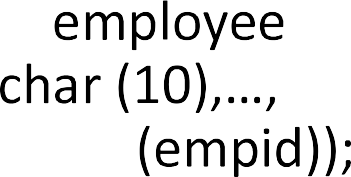 employee
char (10),...,
(empid));